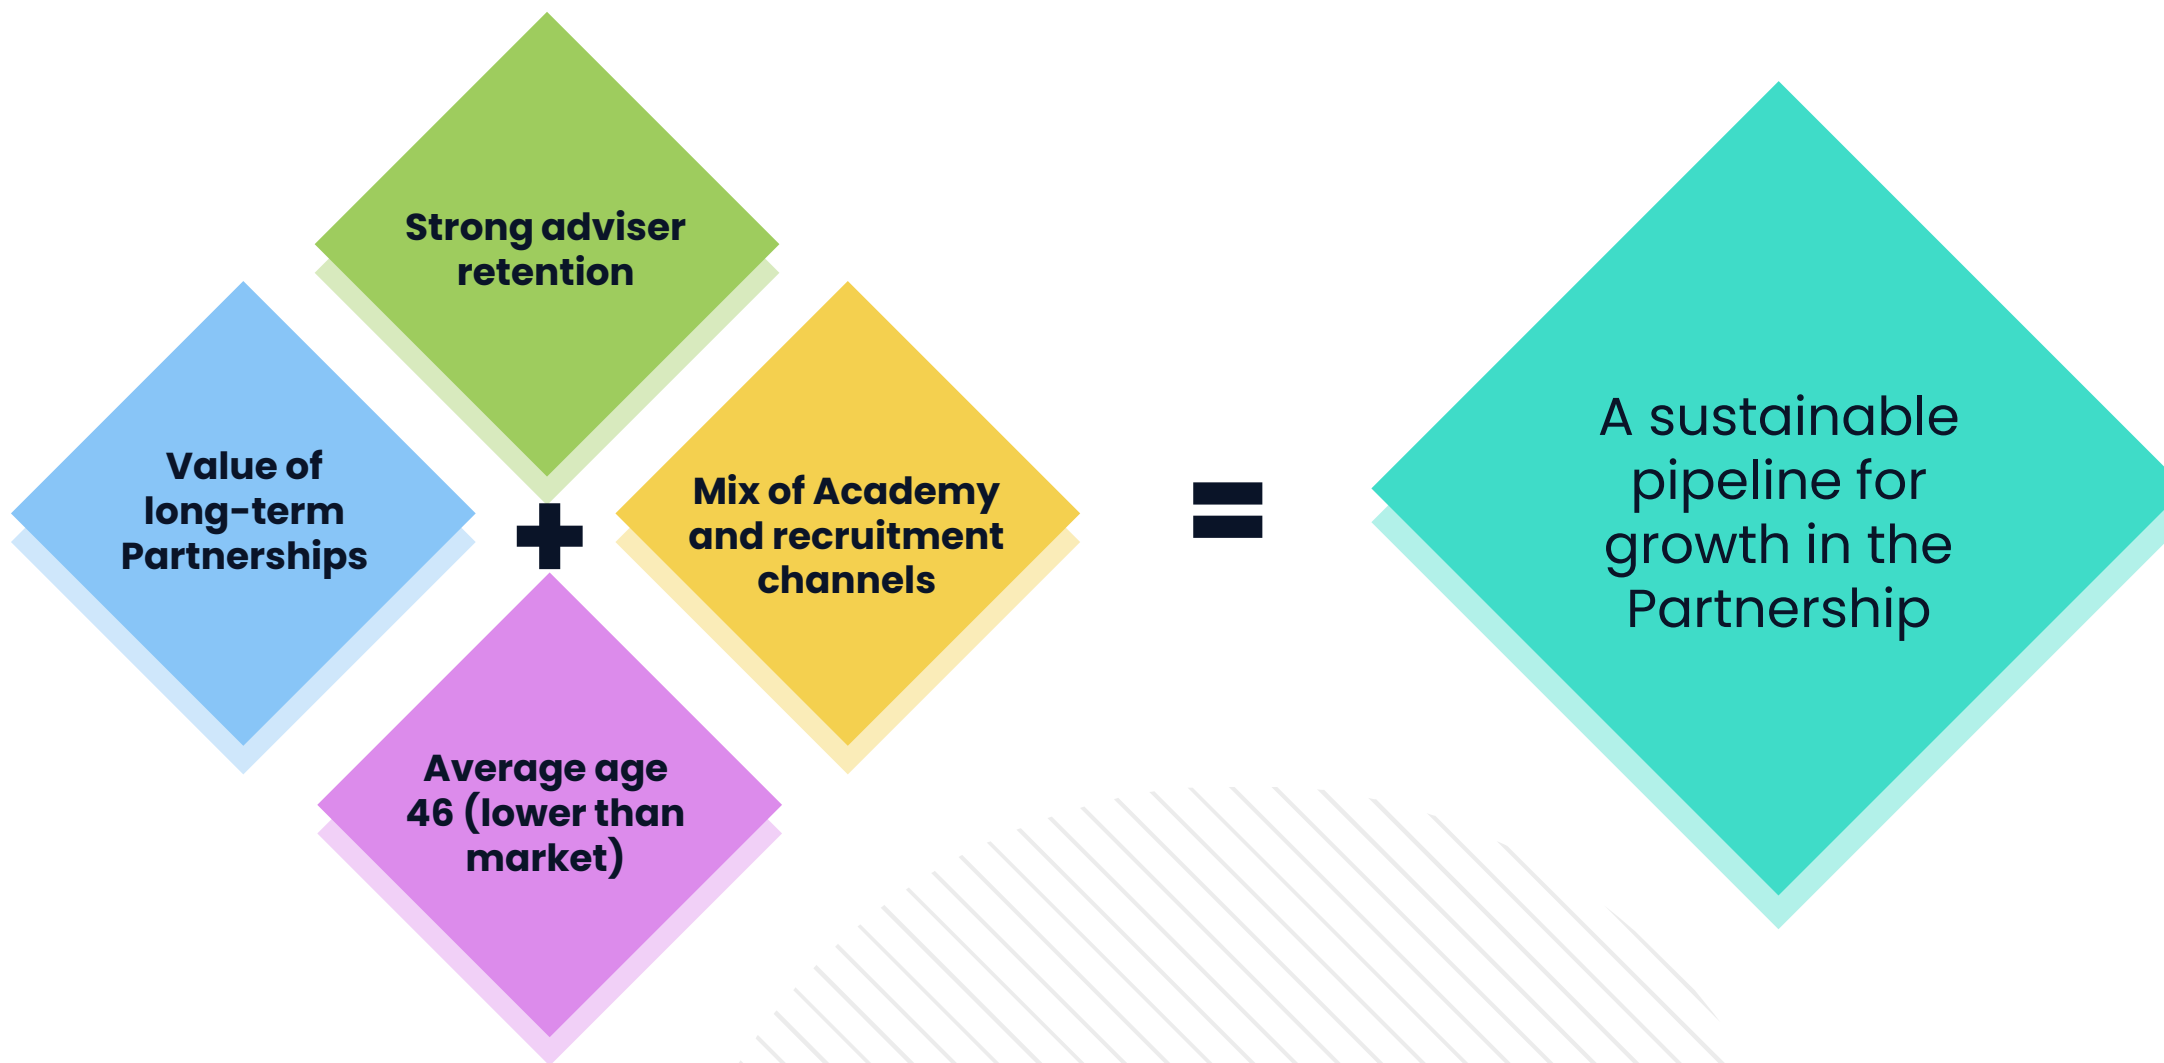 Strong adviser
retention
Value of
long-term
Partnerships
+
Mix of Academy
and recruitment
channels
Average age
46 (lower than
market)
=
A sustainable
pipeline for
growth in the
Partnership